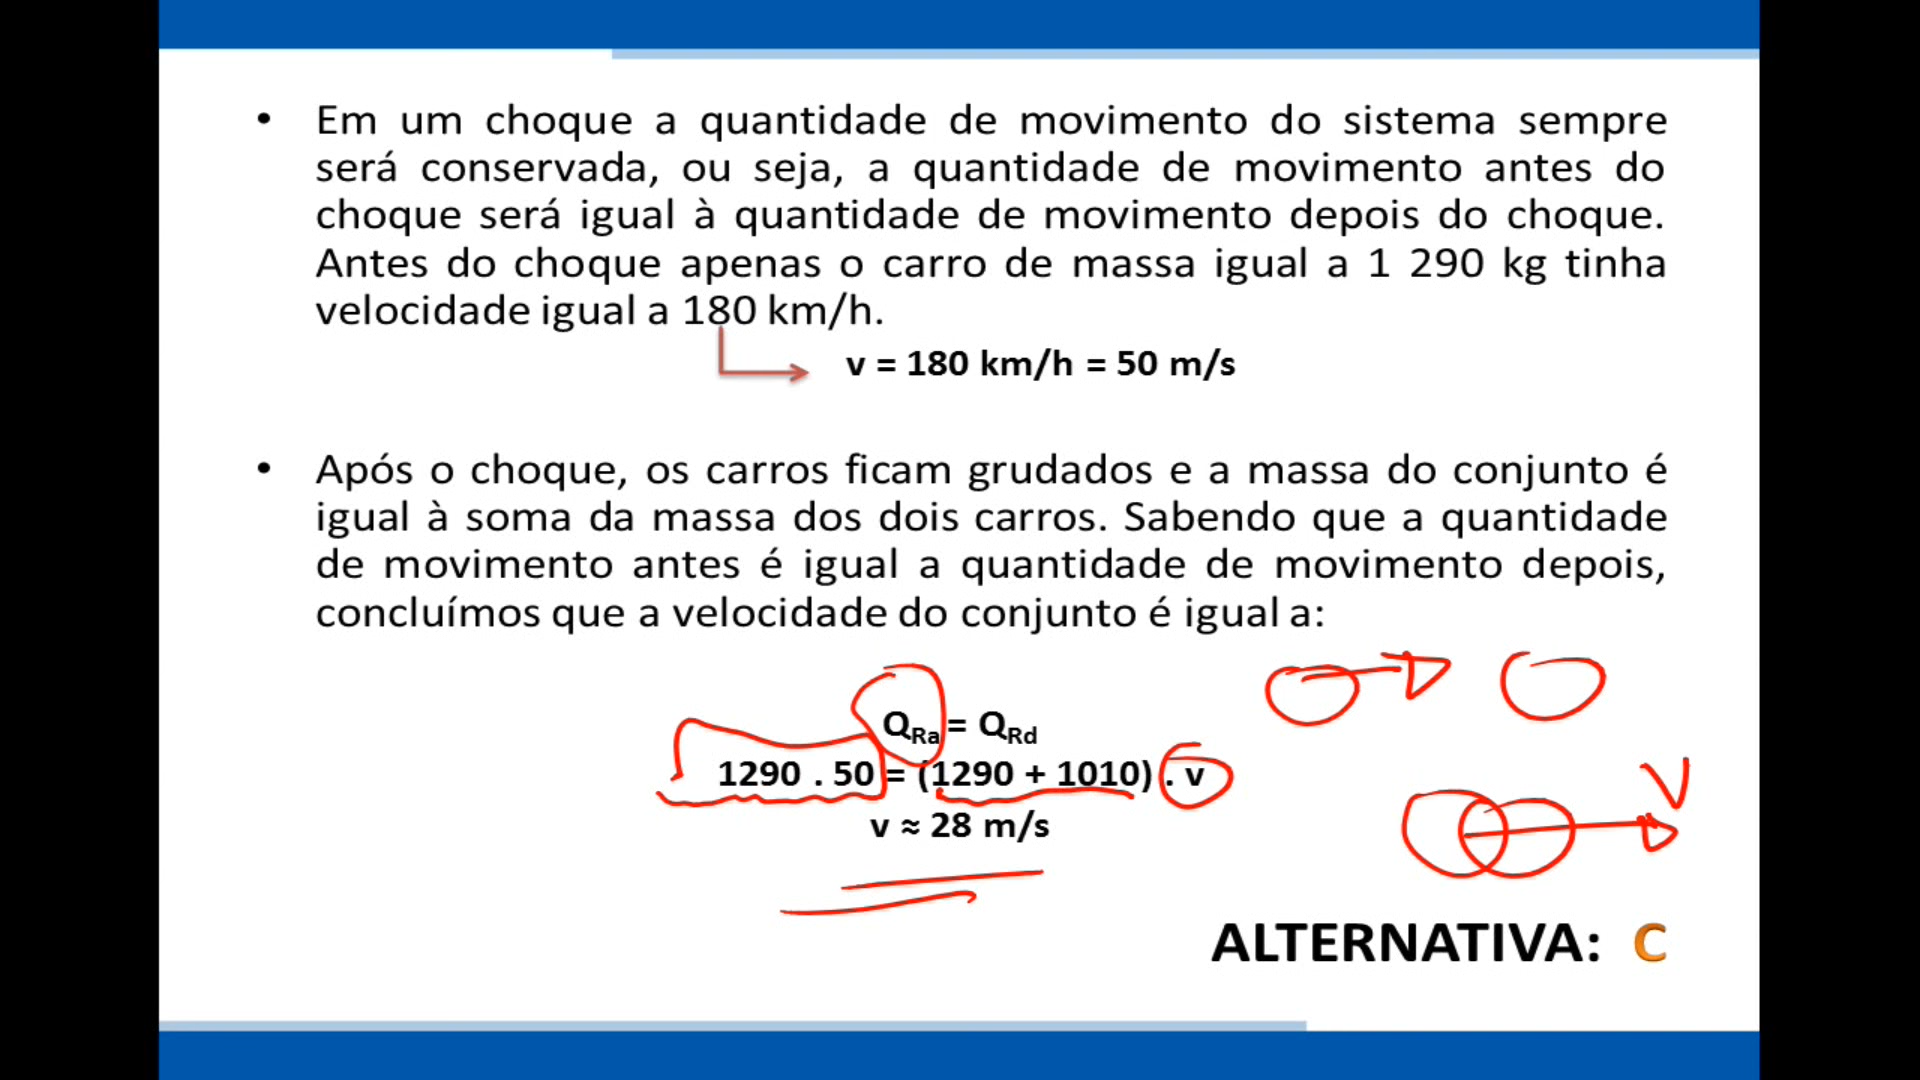 • Em um choque a quantidade de movimento do sistema sempre
será conservada, ou seja, a quantidade de movimento antes do
choque será igual à quantidade de movimento depois do choque.
Antes do choque apenas o carro de massa igual a 1 290 kg tinha
velocidade igual a 180 km/h.
v = 180 km/h = 50 m/s
• Após o choque, os carros ficam grudados e a massa do conjunto é
igual à soma da massa dos dois carros. Sabendo que a quantidade
de movimento antes é igual a quantidade de movimento depois,
concluímos que a velocidade do conjunto é igual a:
QRa = QRd
1290 . 50 = (1290 + 1010) . v
V
v ≈ 28 m/s
ALTERNATIVA: C